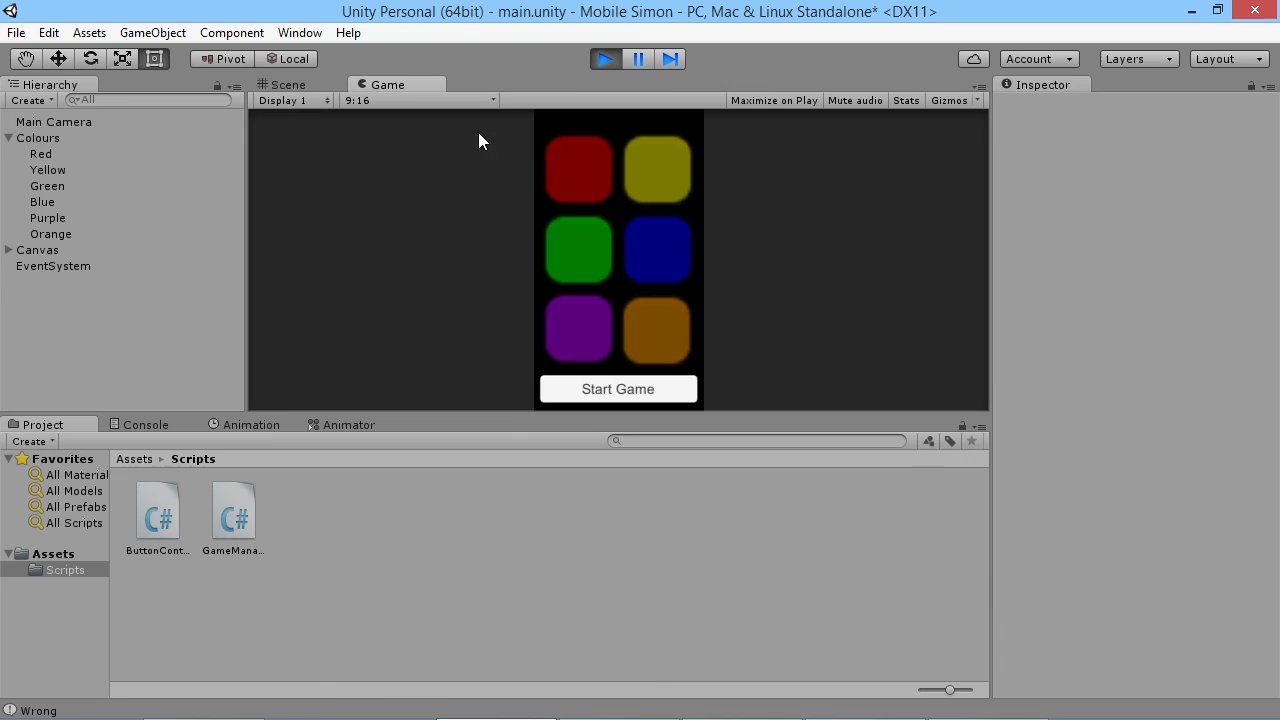 Unity Personal (64bit) - main.unity - Mobile Simon - PC, Mac & Linux Standalone* <DX11>
File Edit Assets GameObject Component Window Help
Pivot Local Account Layers Layout
Hierarchy Scene Game Inspector
Create All Display 1 9:16 Maximize on Play Mute audio Stats Gizmos
Main Camera
Colours
Red
Yellow
Green
Blue
Purple
Orange
Canvas
EventSystem
Start Game
Project Console Animation Animator
Create
Favorites
All Material
All Models
All Prefabs
All Scripts
Assets
Scripts
Assets Scripts
C# C#
ButtonCont... GameMana...
Wrong